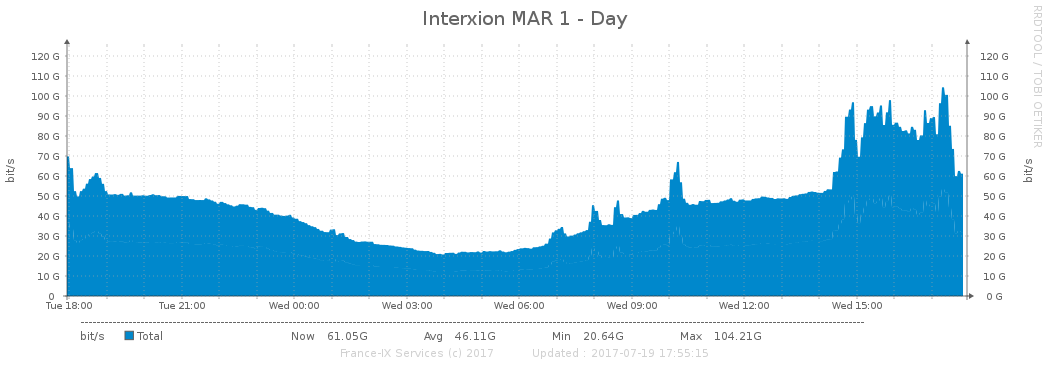 Interxion MAR 1 - Day
RRDTOOL / TOBI OETIKER
bit/s
120 G 120 G
110 G 110 G
100 G 100 G
90 G 90 G
80 G 80 G
70 G 70 G
60 G 60 G
50 G 50 G
40 G 40 G
30 G 30 G
20 G 20 G
10 G 10 G
0 0 G
bit/s
Tue 18:00 Tue 21:00 Wed 00:00 Wed 03:00 Wed 06:00 Wed 09:00 Wed 12:00 Wed 15:00
bit/s Total Now 61.05G Avg 46.11G Min 20.64G Max 104.21G
France-IX Services (c) 2017 Updated : 2017-07-19 17:55:15